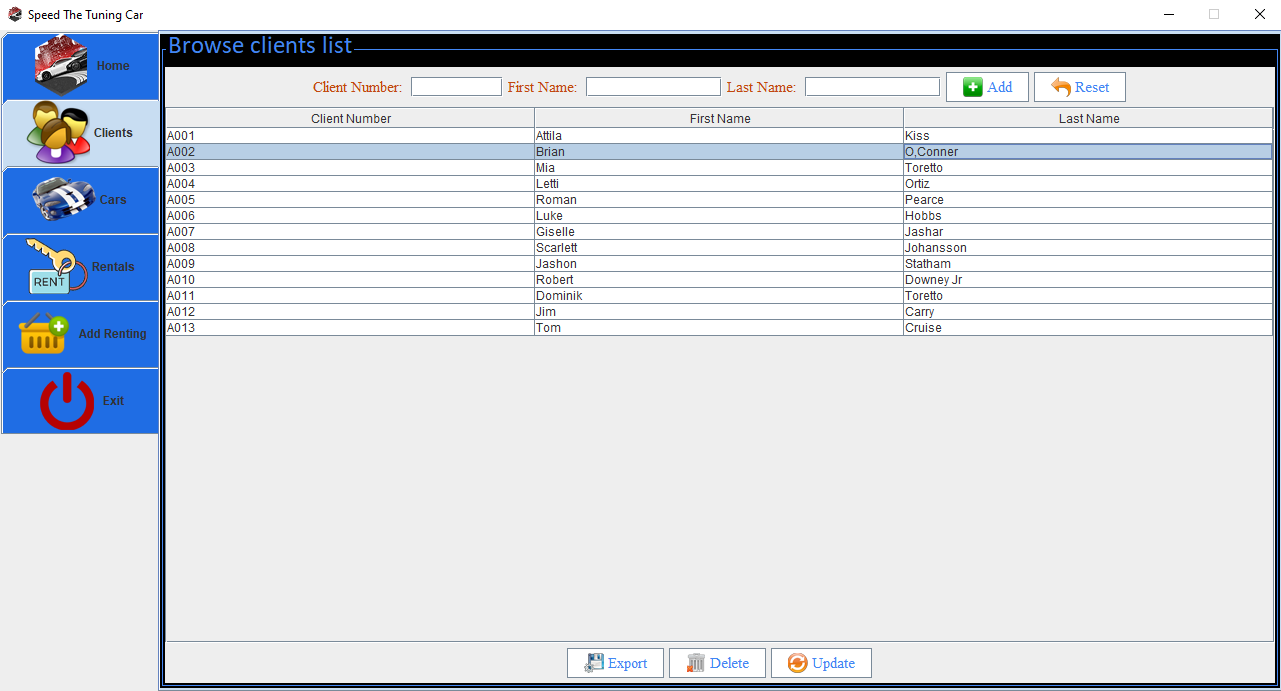 Speed The Tuning Car
Home
Clients
Cars
RENT
Rentals
Add Renting
Exit
Browse clients list
Client Number: First Name: Last Name: Add Reset
Client Number First Name Last Name
A001 Attila Kiss
A002 Brian O,Conner
A003 Mia Toretto
A004 Letti Ortiz
A005 Roman Pearce
A006 Luke Hobbs
A007 Giselle Jashar
A008 Scarlett Johansson
A009 Jashon Statham
A010 Robert Downey Jr
A011 Dominik Toretto
A012 Jim Carry
A013 Tom Cruise
Export Delete Update